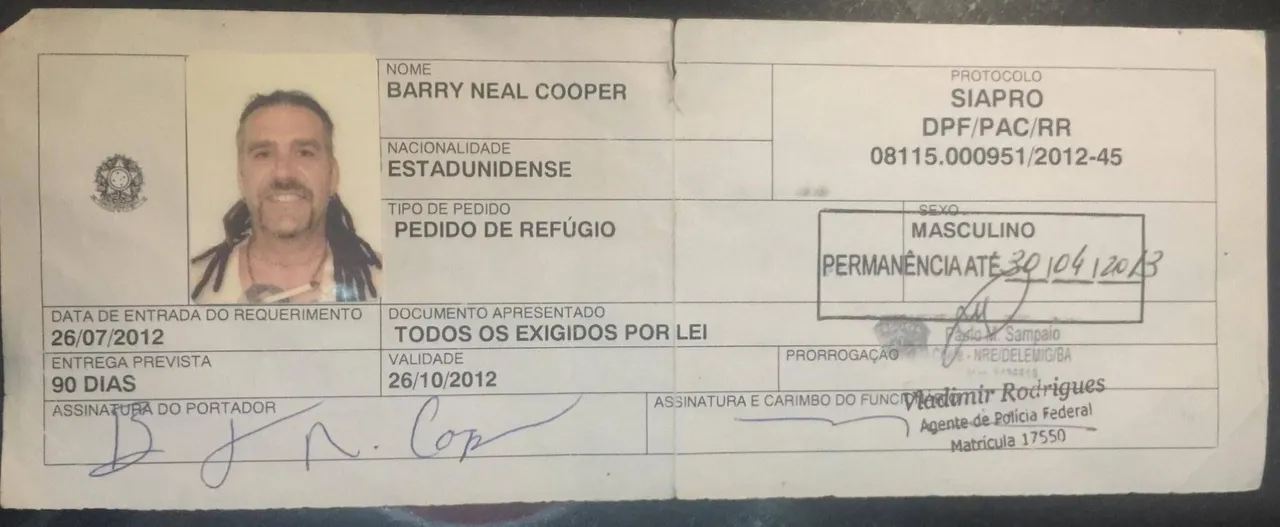 NOME
BARRY NEAL COOPER
PROTOCOLO
SIAPRO
DPF/PAC/RR
08115.000951/2012-45
NACIONALIDADE
ESTADUNIDENSE
TIPO DE PEDIDO
PEDIDO DE REFÚGIO
SEXO
MASCULINO
PERMANÊNCIA ATÉ 30/04/2013
DATA DE ENTRADA DO REQUERIMENTO
26/07/2012
DOCUMENTO APRESENTADO
TODOS OS EXIGIDOS POR LEI
M. Sampaio
- NRE/DELEMIG/BA
ENTREGA PREVISTA
90 DIAS
VALIDADE
26/10/2012
PRORROGAÇÃO
ASSINATURA DO PORTADOR
B J N. Coop
ASSINATURA E CARIMBO DO
Vladimir Rodrigues
Agente de Polícia Federal
Matrícula 17550